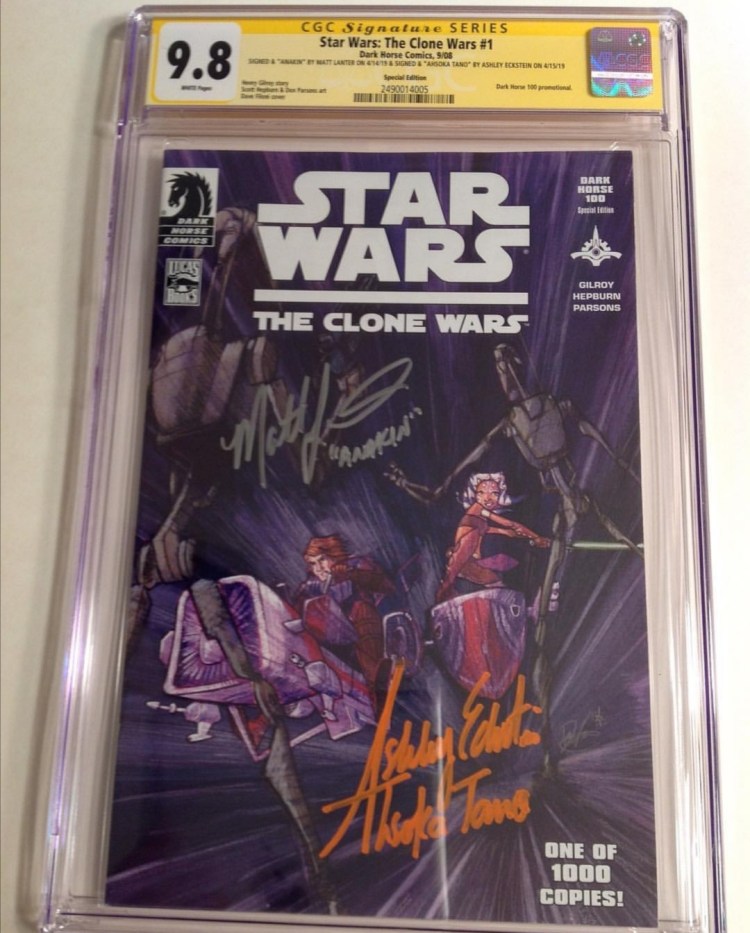 CGC Signature SERIES
9.8
WHITE Pages
Star Wars: The Clone Wars #1
Dark Horse Comics, 9/08
SIGNED & "ANAKIN" BY MATT LANTER ON 4/14/19 & SIGNED & "AHSOKA TANO" BY ASHLEY ECKSTEIN ON 4/15/19
Special Edition
Henry Gilroy story
Scott Hepburn & Dan Parsons art
Dave Filoni cover
2490014005
Dark Horse 100 promotional.
CGC
DARK
HORSE
COMICS
LUCAS
BOOKS
STAR
WARS
THE CLONE WARS
DARK
HORSE
100
Special Edition
GILROY
HEPBURN
PARSONS
Matt L
"ANAKIN"
Ashley Eckstein
Ahsoka Tano
ONE OF
1000
COPIES!